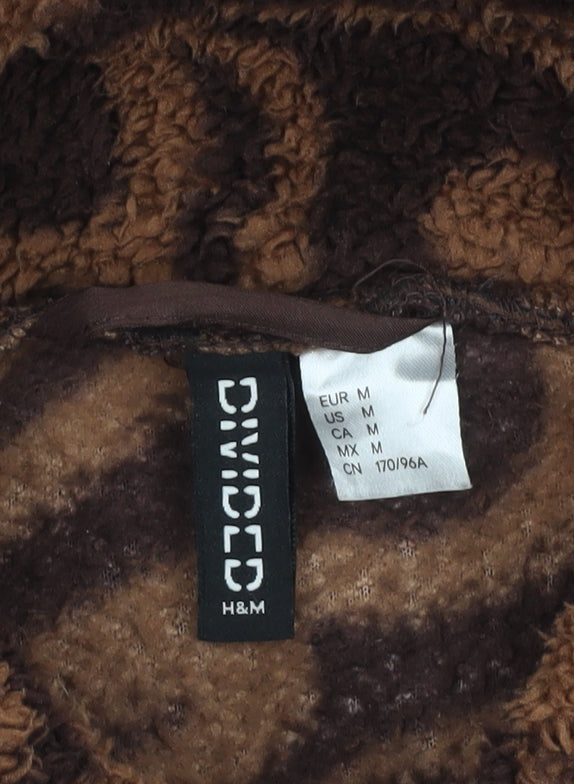 DIVIDED
H&M
EUR M
US M
CA M
MX M
CN 170/96A